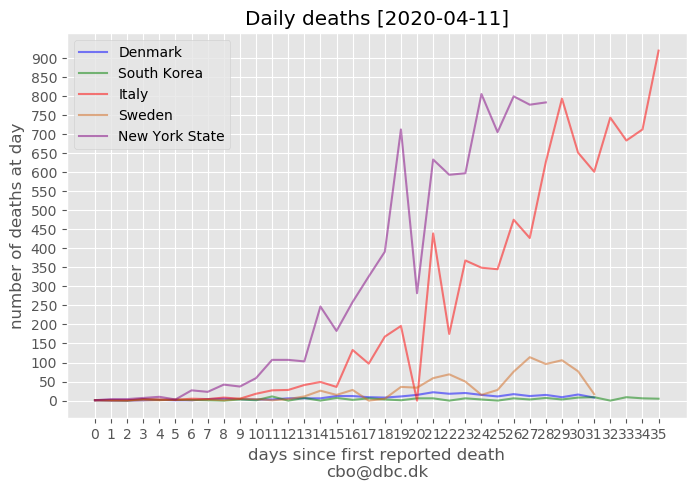 Daily deaths [2020-04-11]
Denmark
South Korea
Italy
Sweden
New York State
number of deaths at day
900
850
800
750
700
650
600
550
500
450
400
350
300
250
200
150
100
50
0
0 1 2 3 4 5 6 7 8 9 10 11 12 13 14 15 16 17 18 19 20 21 22 23 24 25 26 27 28 29 30 31 32 33 34 35
days since first reported death
cbo@dbc.dk